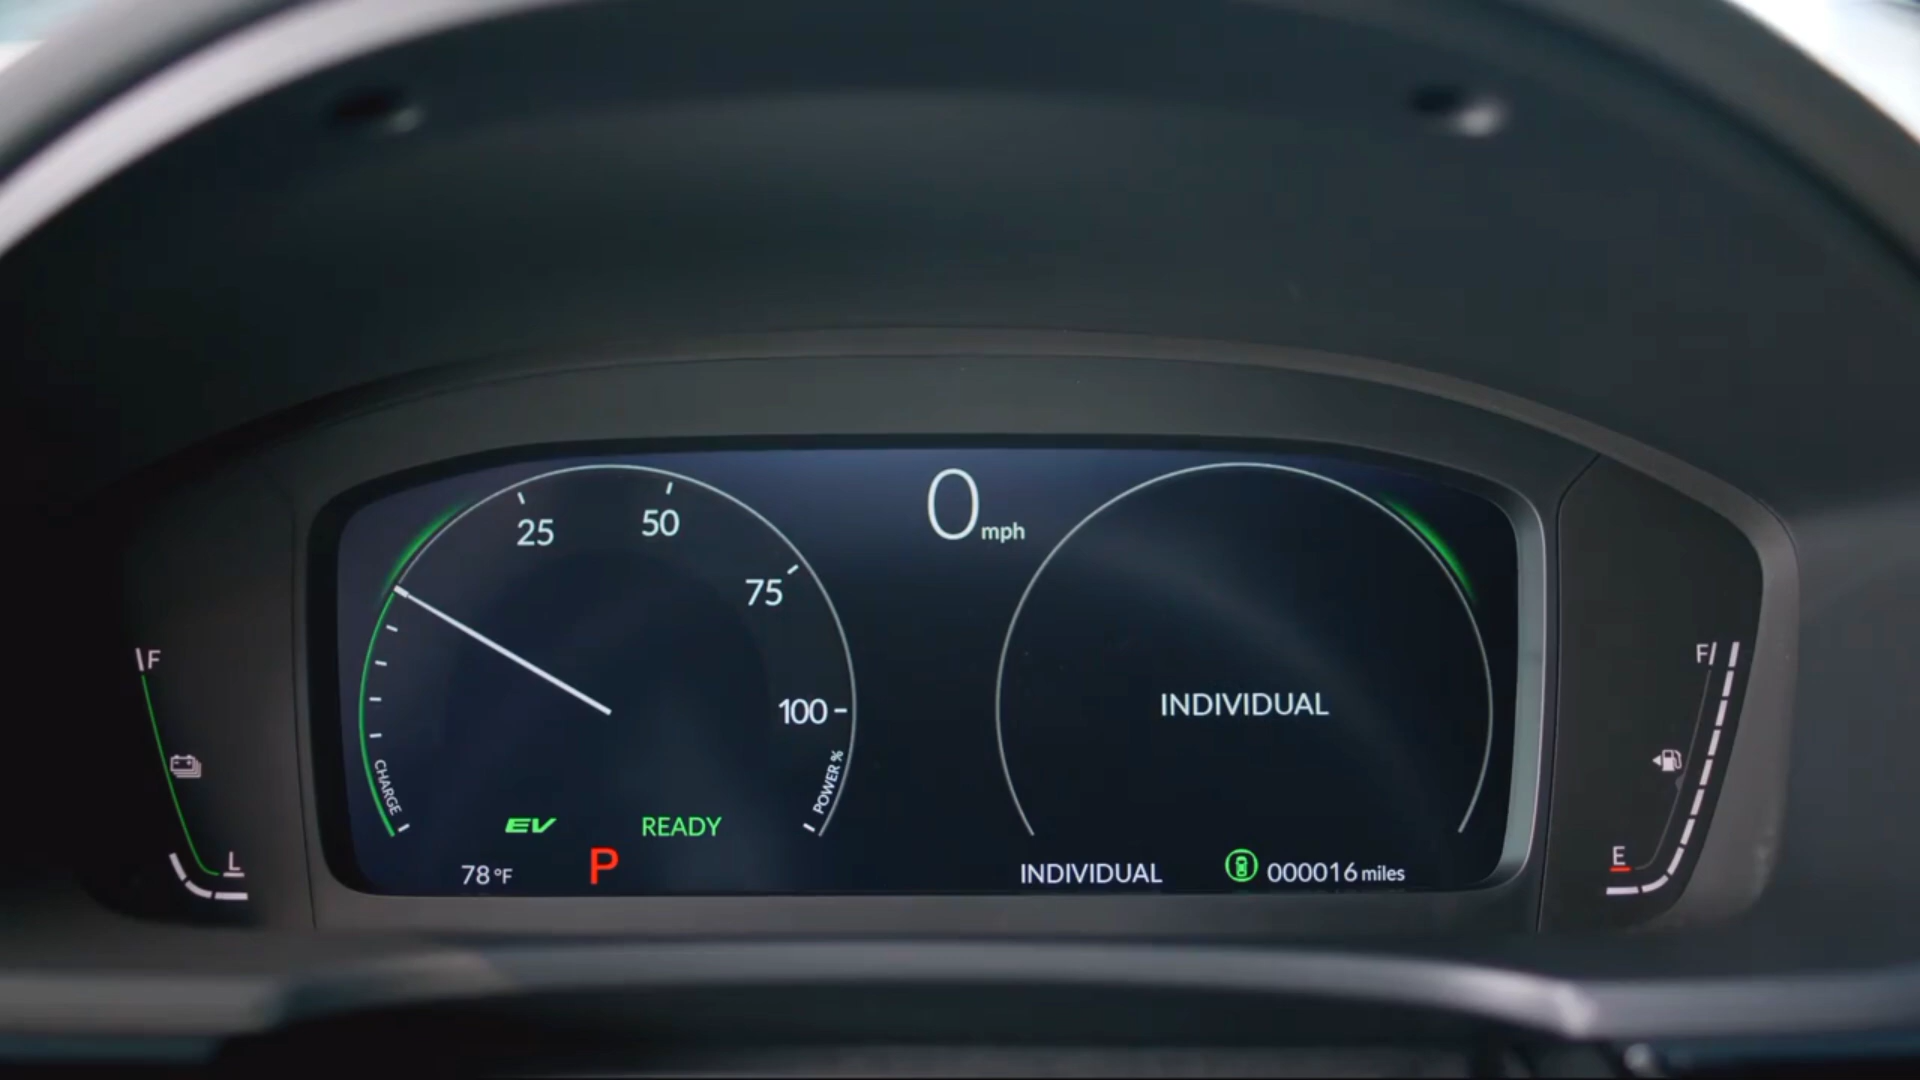 0 mph
25
50
75
100
CHARGE
POWER %
EV
READY
78 °F
P
INDIVIDUAL
INDIVIDUAL
000016 miles
F
L
F
E